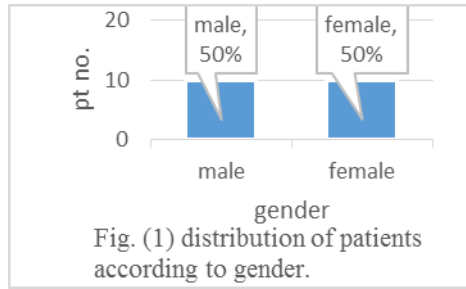 20
male,
50%
female,
50%
pt no.
10
0
male
female
gender
Fig. (1) distribution of patients
according to gender.